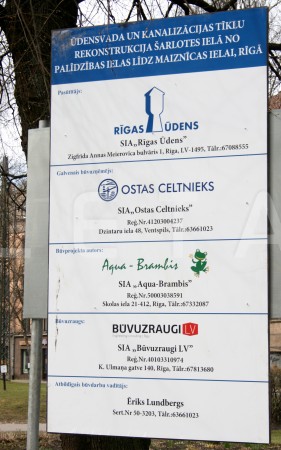 ŪDENSVADA UN KANALIZĀCIJAS TĪKLU
REKONSTRUKCIJA ŠARLOTES IELĀ NO
PALĪDZĪBAS IELAS LĪDZ MAIZNĪCAS IELAI, RĪGĀ
Pasūtītājs:
RĪGAS ŪDENS
SIA „Rīgas Ūdens"
Zigfrīda Annas Meierovica bulvāris 1, Rīga, LV-1495, Tālr:67088555
Galvenais būvuzņēmējs:
OSTAS CELTNIEKS
SIA„Ostas Celtnieks"
Reģ.Nr.41203004237
Dzintaru iela 48, Ventspils, Tālr:63661023
Būvprojekta autors:
Aqua - Brambis
SIA „Aqua-Brambis"
Reģ.Nr.50003038591
Skolas iela 21-412, Rīga, Tālr:67332087
Būvuzraugs:
BŪVUZRAUGI LV
SIA „Būvuzraugi LV"
Reģ.Nr.40103310974
K. Ulmaņa gatve 140, Rīga, Tālr:67813680
Atbildīgais būvdarbu vadītājs:
Ēriks Lundbergs
Sert.Nr 50-3203, Tālr:63661023